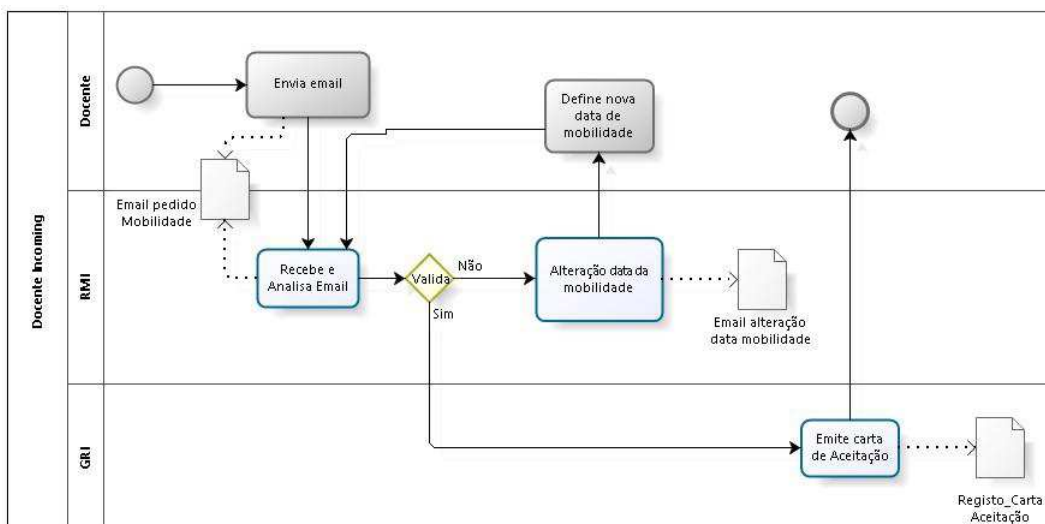 Docente Incoming
Docente
Envia email
Define nova
data de
mobilidade
Email pedido
Mobilidade
RMI
Recebe e
Analisa Email
Valida
Não
Sim
Alteração data da
mobilidade
Email alteração
data mobilidade
GRI
Emite carta
de Aceitação
Registo_Carta
Aceitação